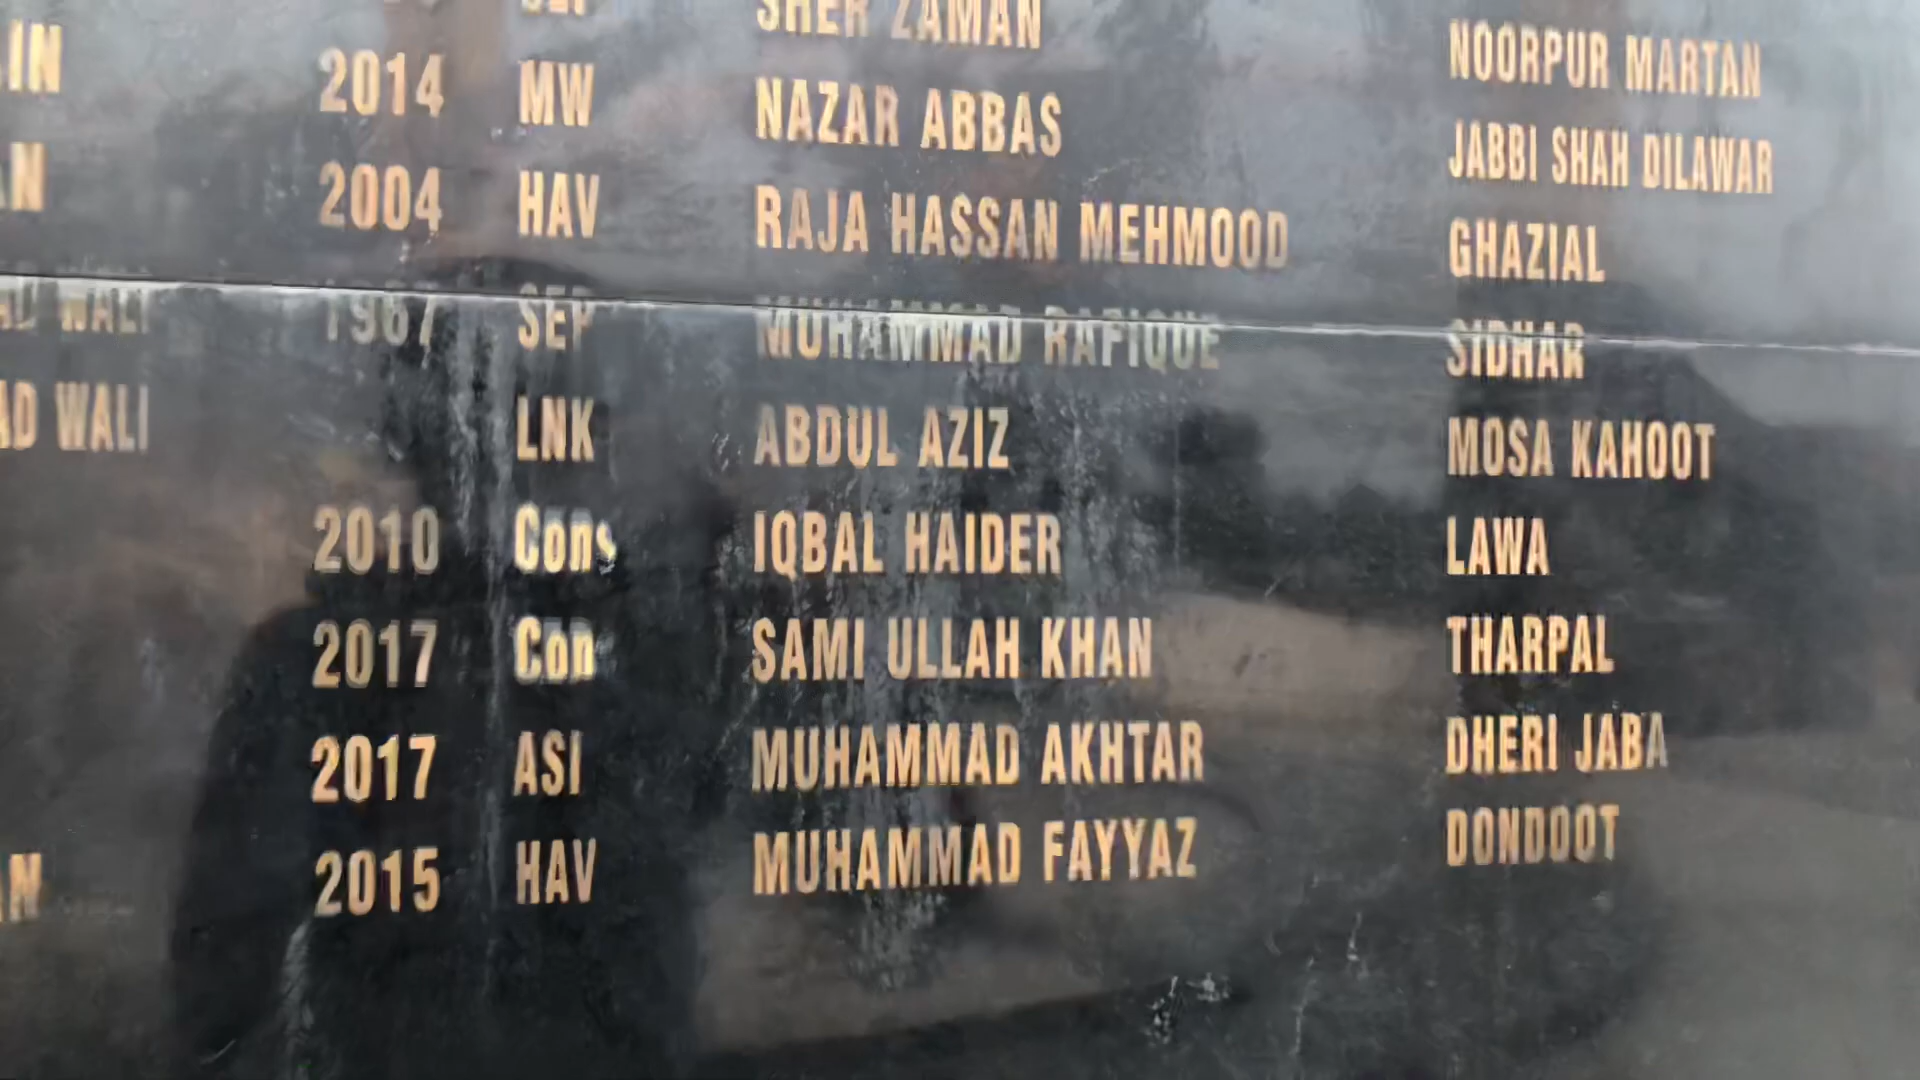 SHER ZAMAN NOORPUR MARTAN
2014 MW NAZAR ABBAS JABBI SHAH DILAWAR
2004 HAV RAJA HASSAN MEHMOOD GHAZIAL
WALI 1967 SEP MUHAMMAD RAFIQUE SIDHAR
WALI LNK ABDUL AZIZ MOSA KAHOOT
2010 Cons IQBAL HAIDER LAWA
2017 Con SAMI ULLAH KHAN THARPAL
2017 ASI MUHAMMAD AKHTAR DHERI JABA
2015 HAV MUHAMMAD FAYYAZ DONDOOT